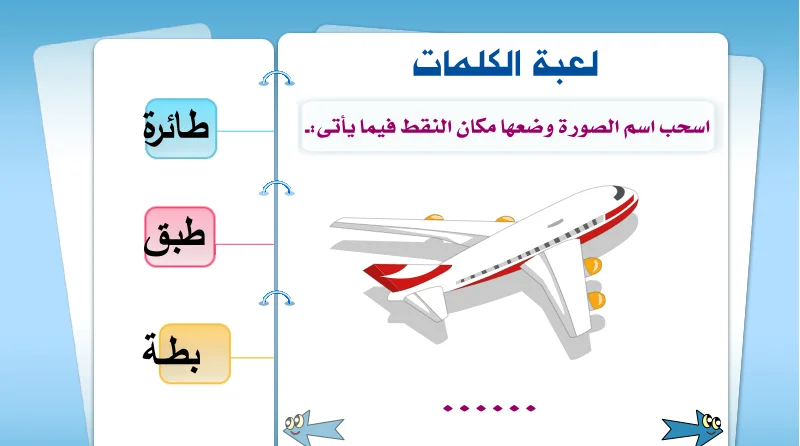 لعبة الكلمات
اسحب اسم الصورة وضعها مكان النقط فيما يأتى :ـ
طائرة
طبق
بطة
......